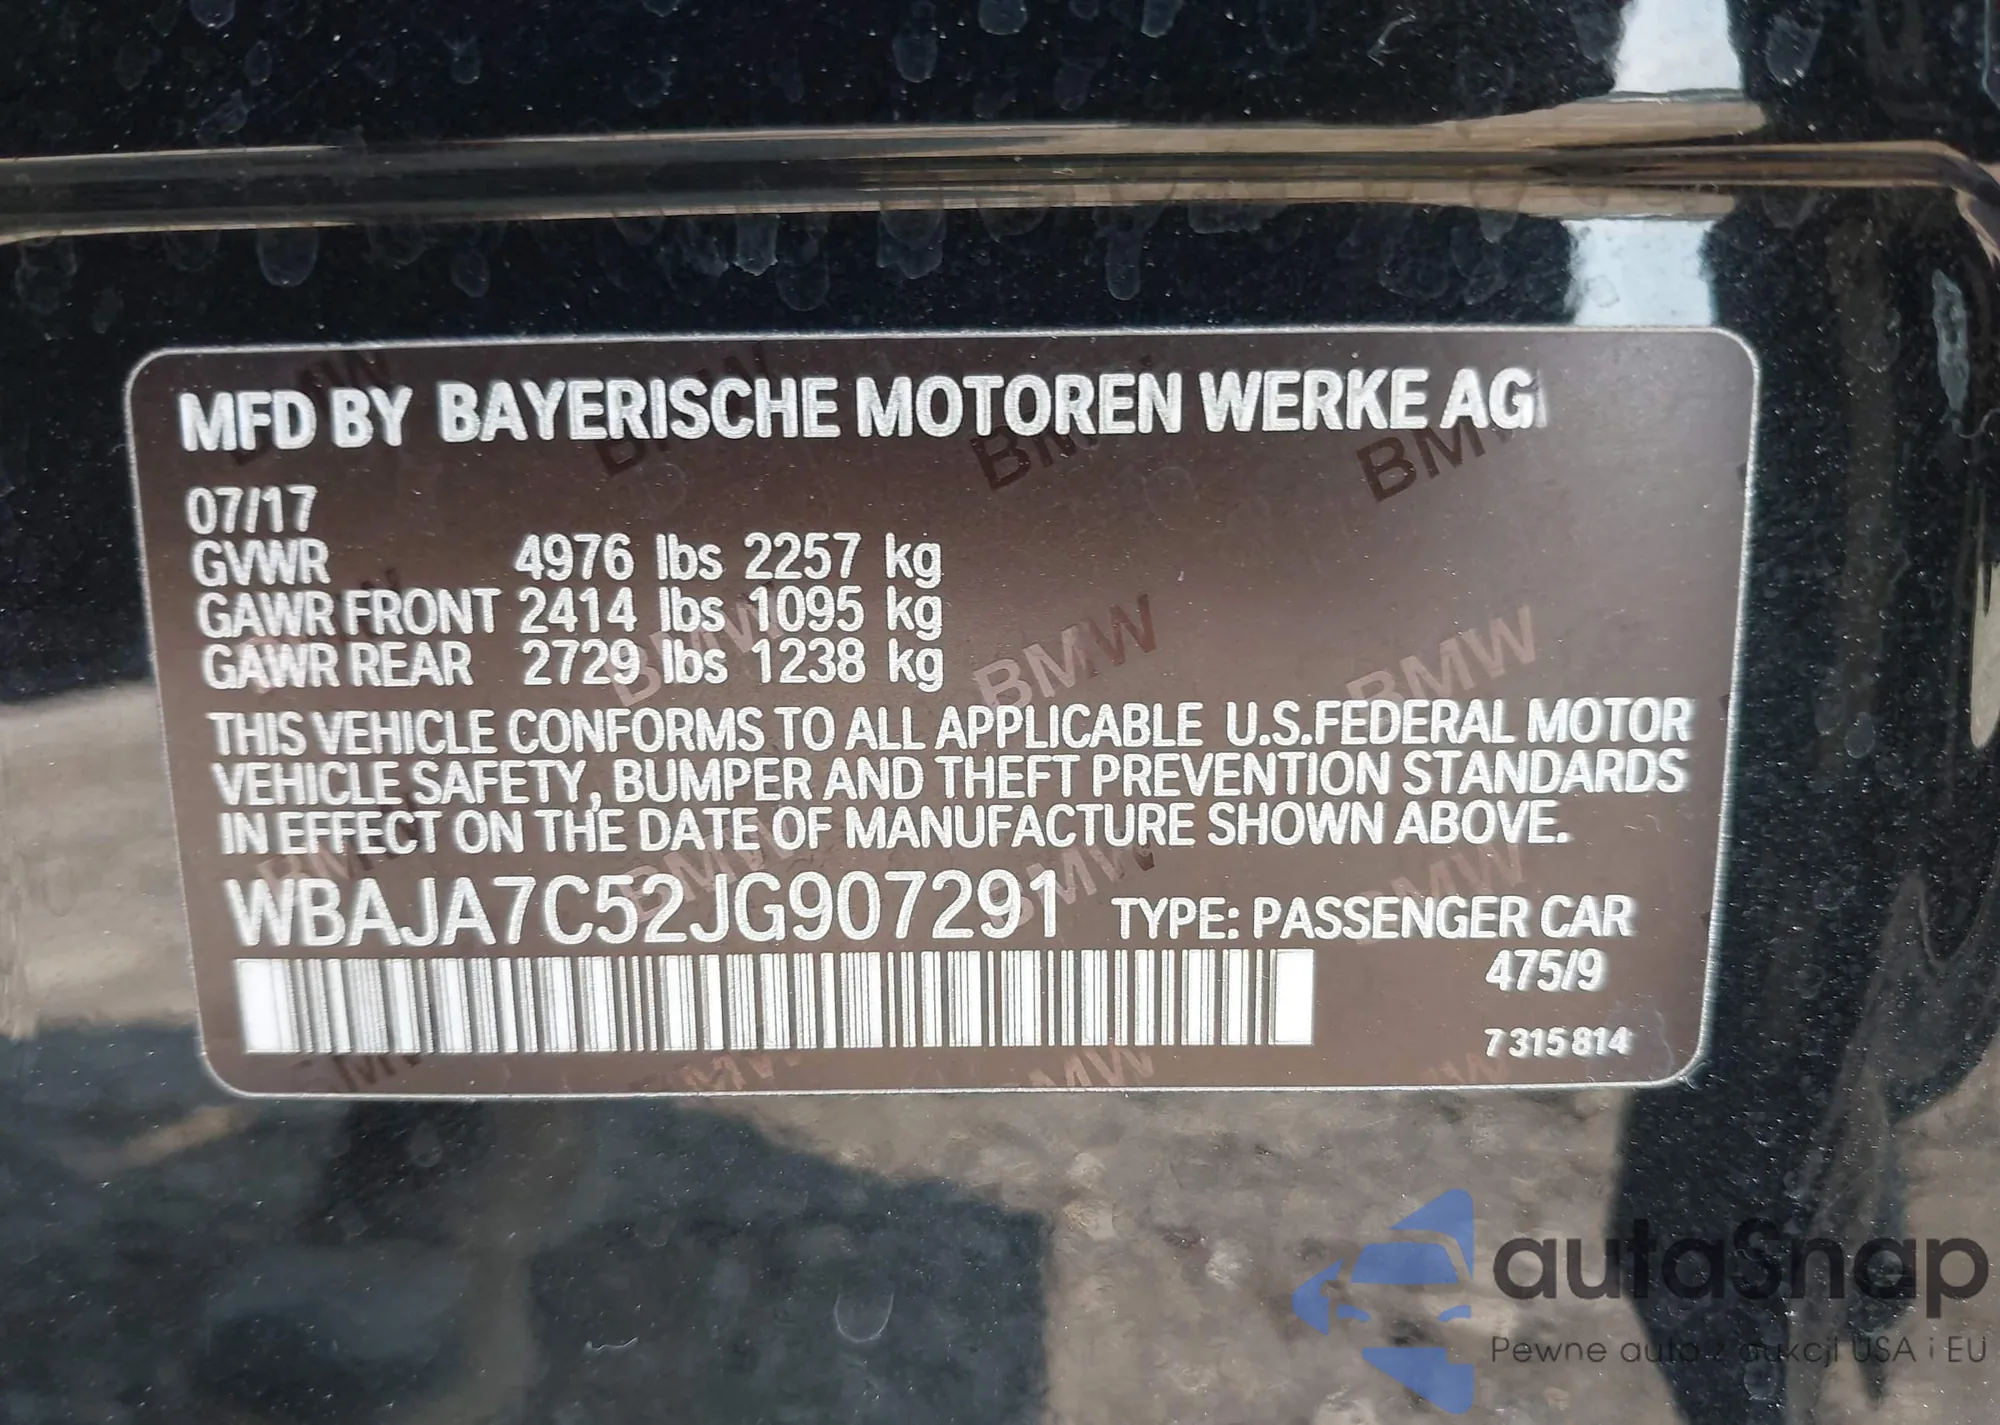 MFD BY BAYERISCHE MOTOREN WERKE AG
07/17
GVWR 4976 lbs 2257 kg
GAWR FRONT 2414 lbs 1095 kg
GAWR REAR 2729 lbs 1238 kg
THIS VEHICLE CONFORMS TO ALL APPLICABLE U.S.FEDERAL MOTOR
VEHICLE SAFETY, BUMPER AND THEFT PREVENTION STANDARDS
IN EFFECT ON THE DATE OF MANUFACTURE SHOWN ABOVE.
WBAJA7C52JG907291 TYPE: PASSENGER CAR
475/9
7 315 814
autaSnap
Pewne auta z aukcji USA i EU